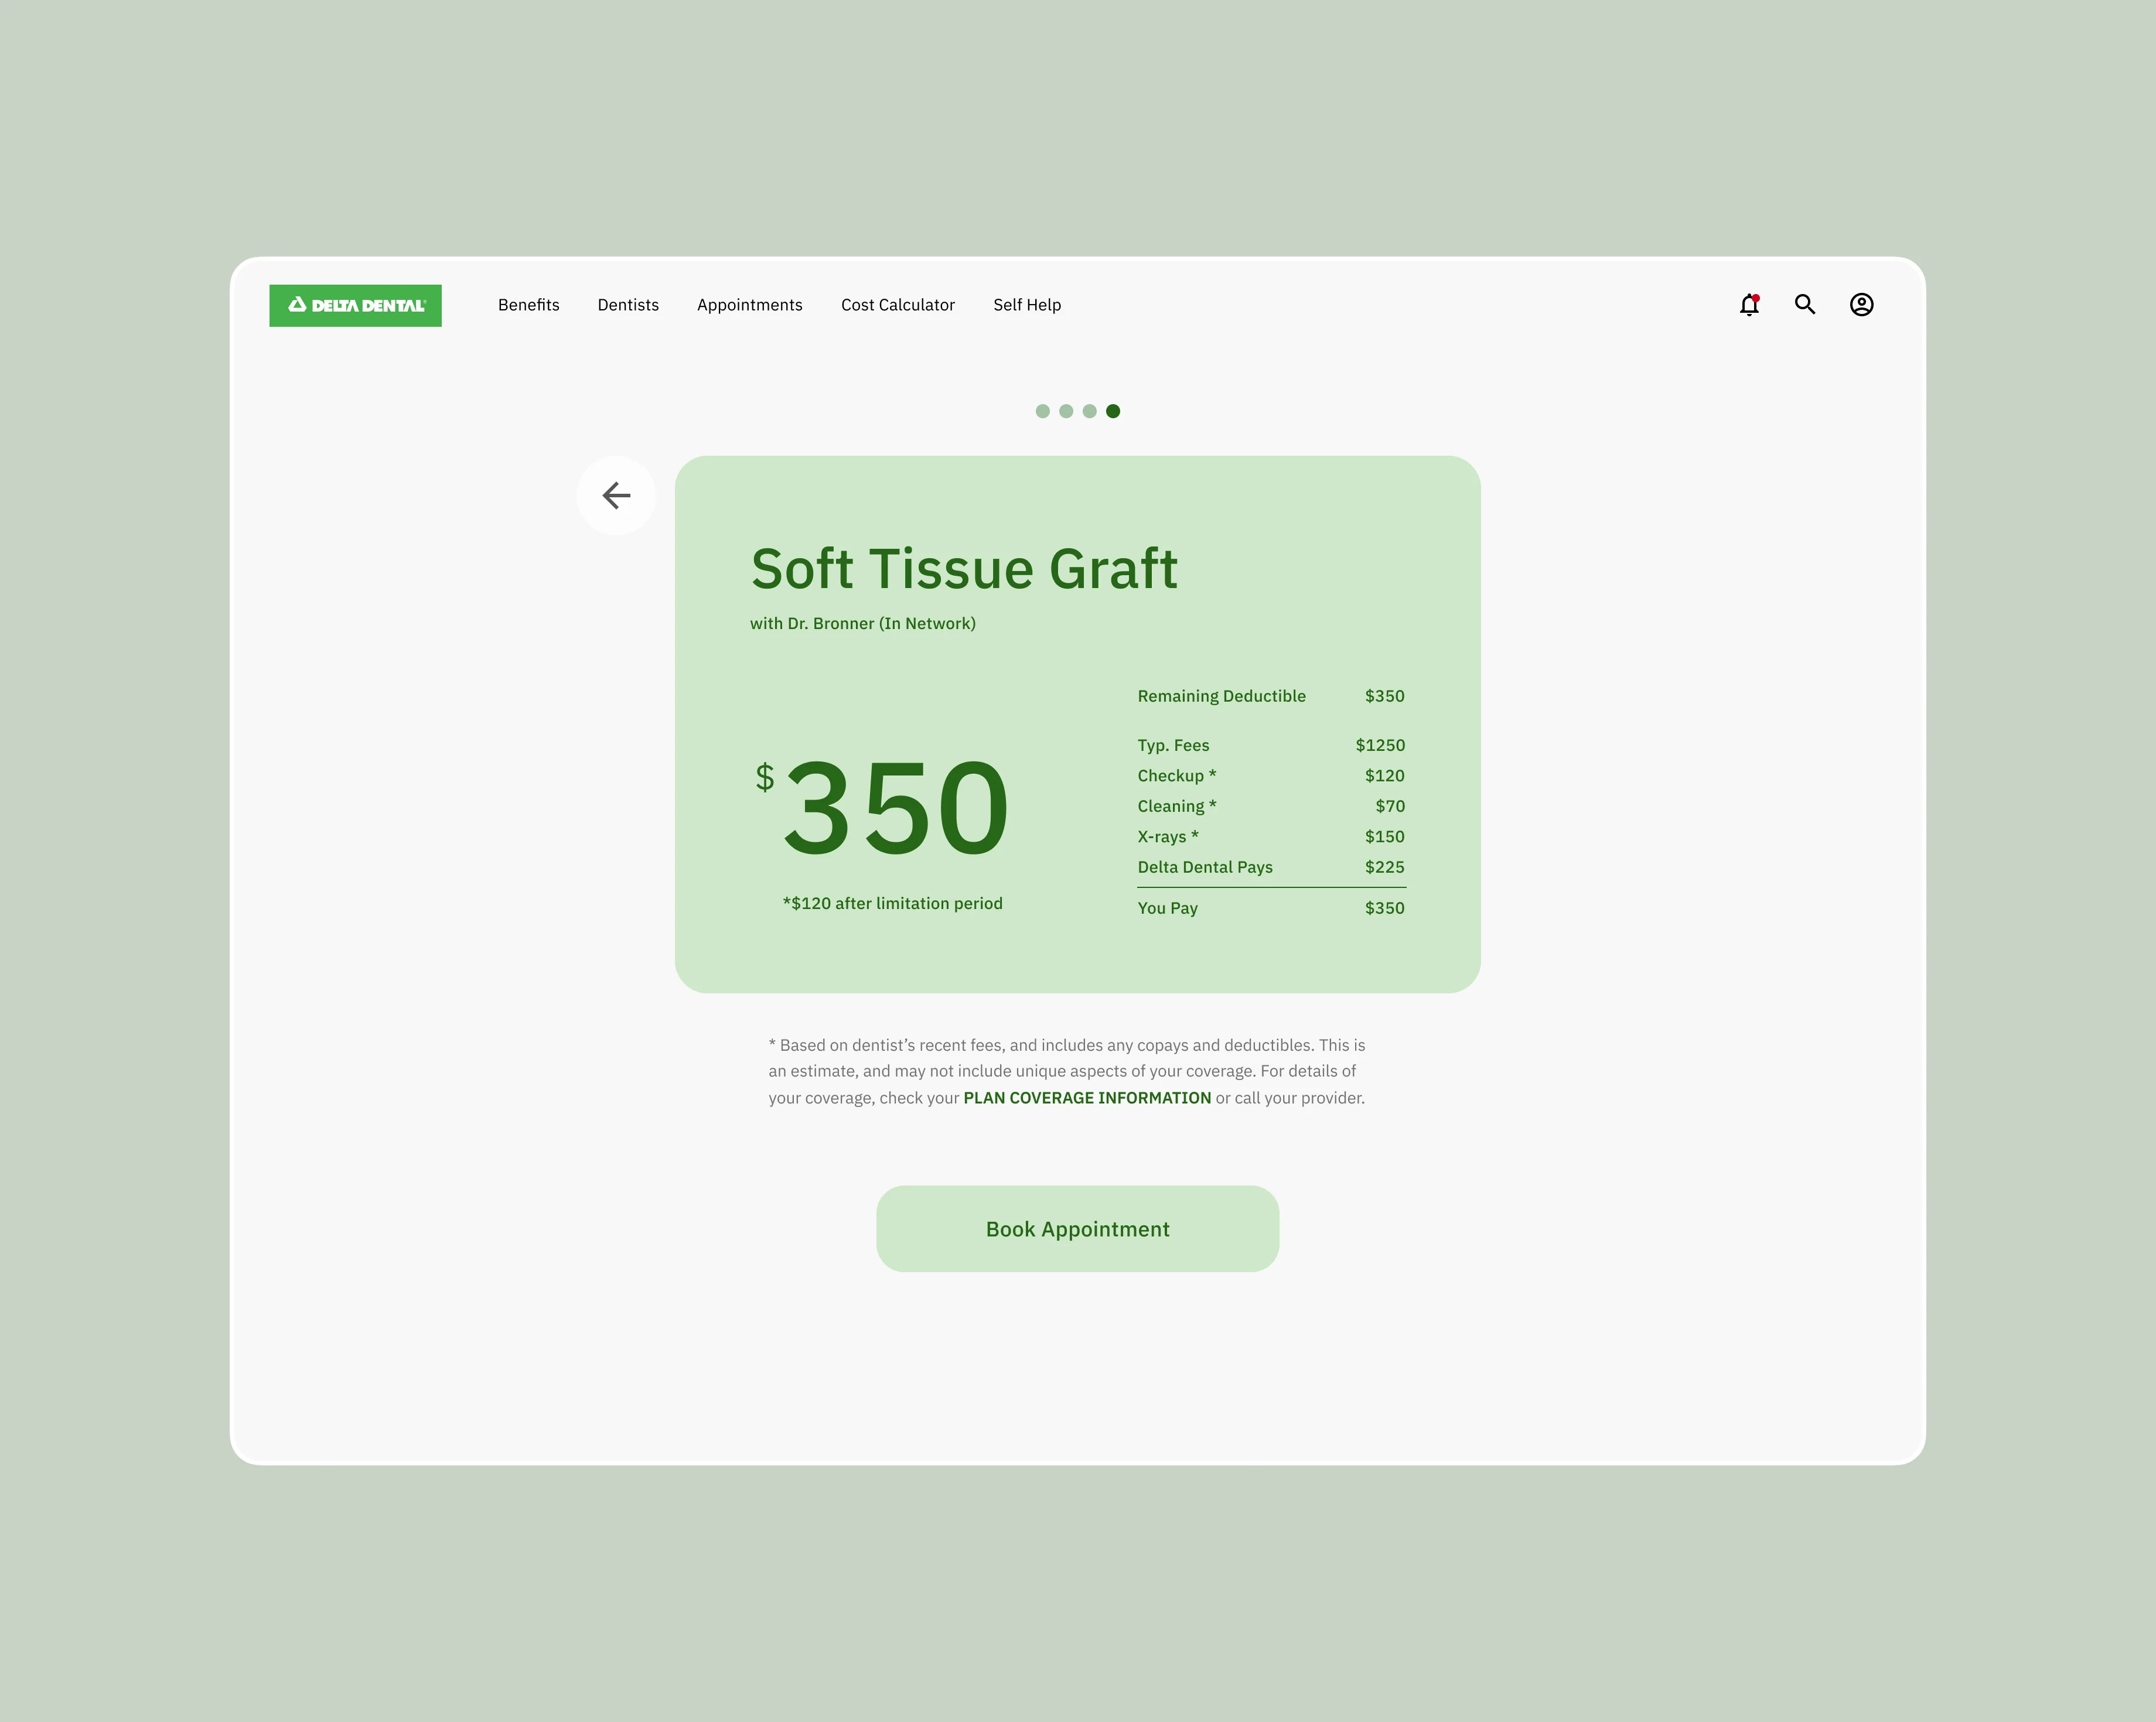 DELTA DENTAL
Benefits
Dentists
Appointments
Cost Calculator
Self Help
Soft Tissue Graft
with Dr. Bronner (In Network)
$350
*$120 after limitation period
Remaining Deductible $350
Typ. Fees $1250
Checkup * $120
Cleaning * $70
X-rays * $150
Delta Dental Pays $225
You Pay $350
* Based on dentist’s recent fees, and includes any copays and deductibles. This is
an estimate, and may not include unique aspects of your coverage. For details of
your coverage, check your PLAN COVERAGE INFORMATION or call your provider.
Book Appointment